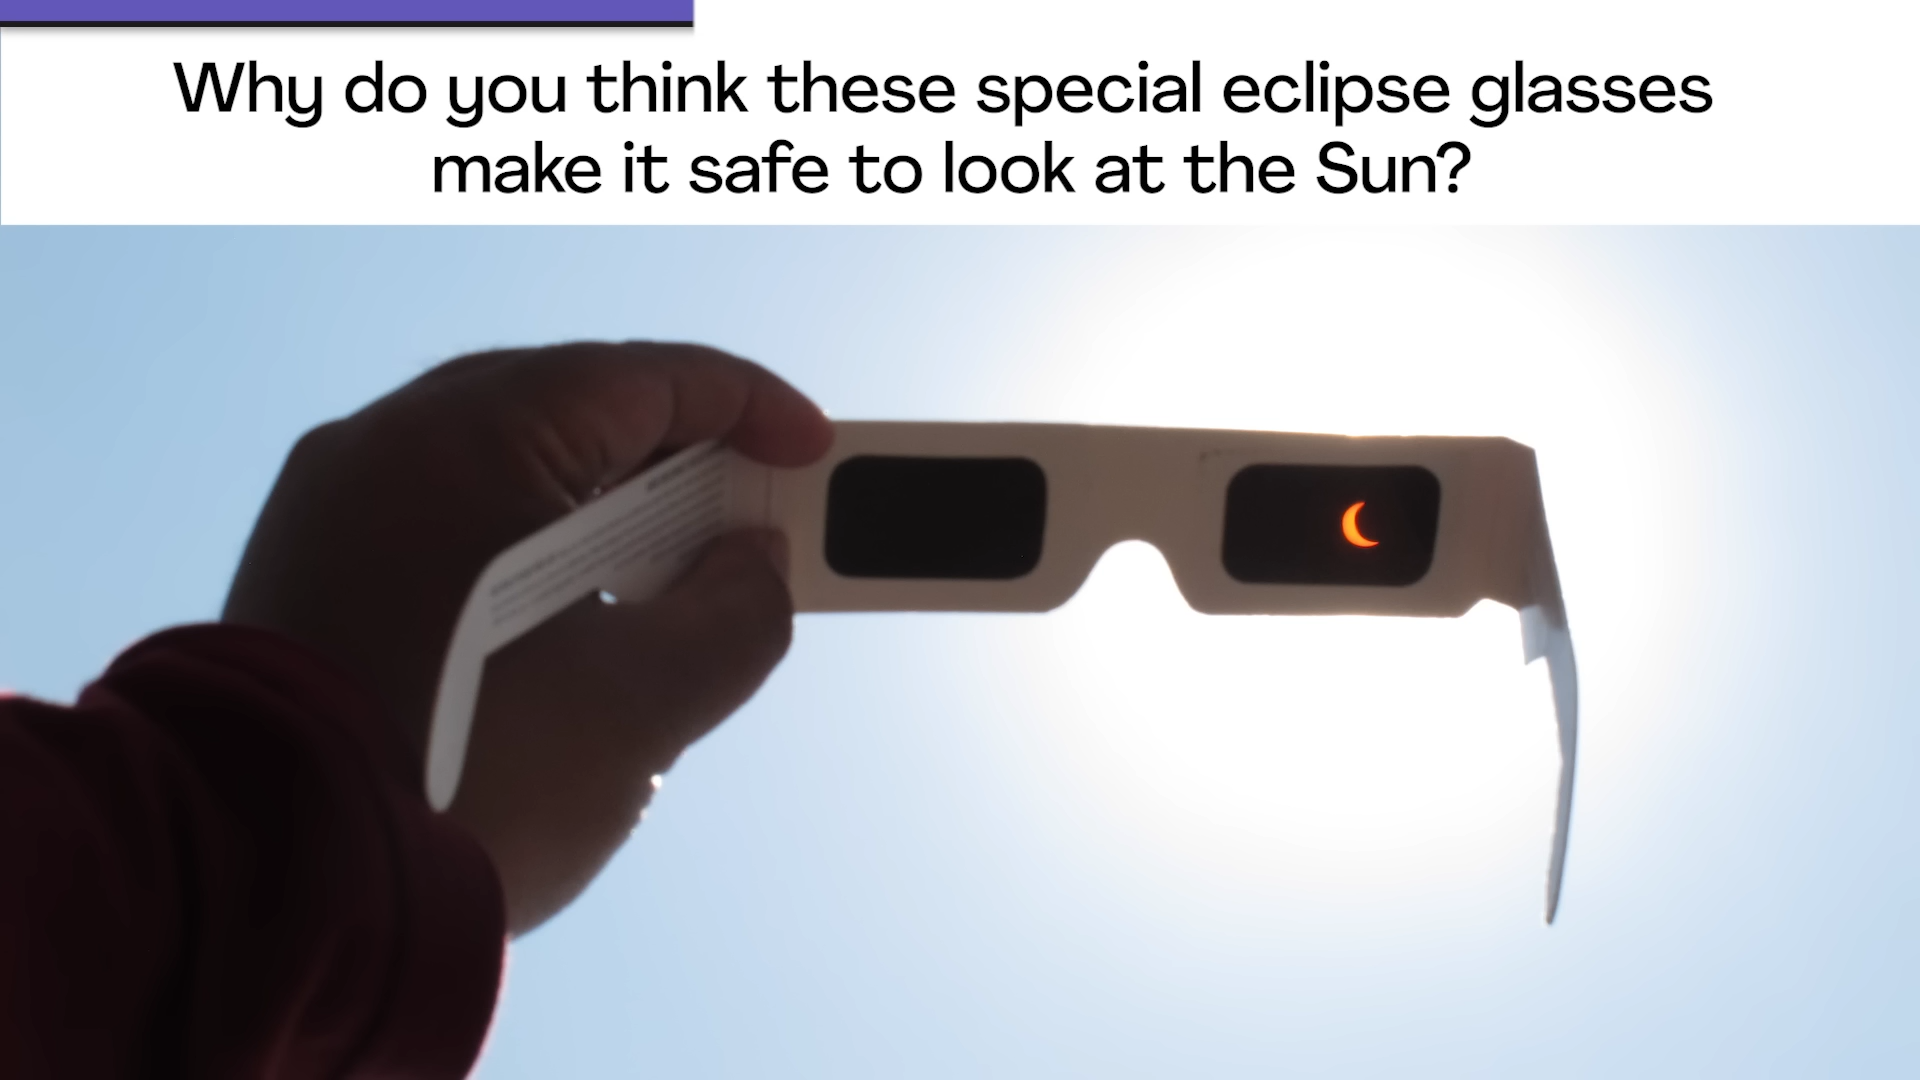 Why do you think these special eclipse glasses
make it safe to look at the Sun?